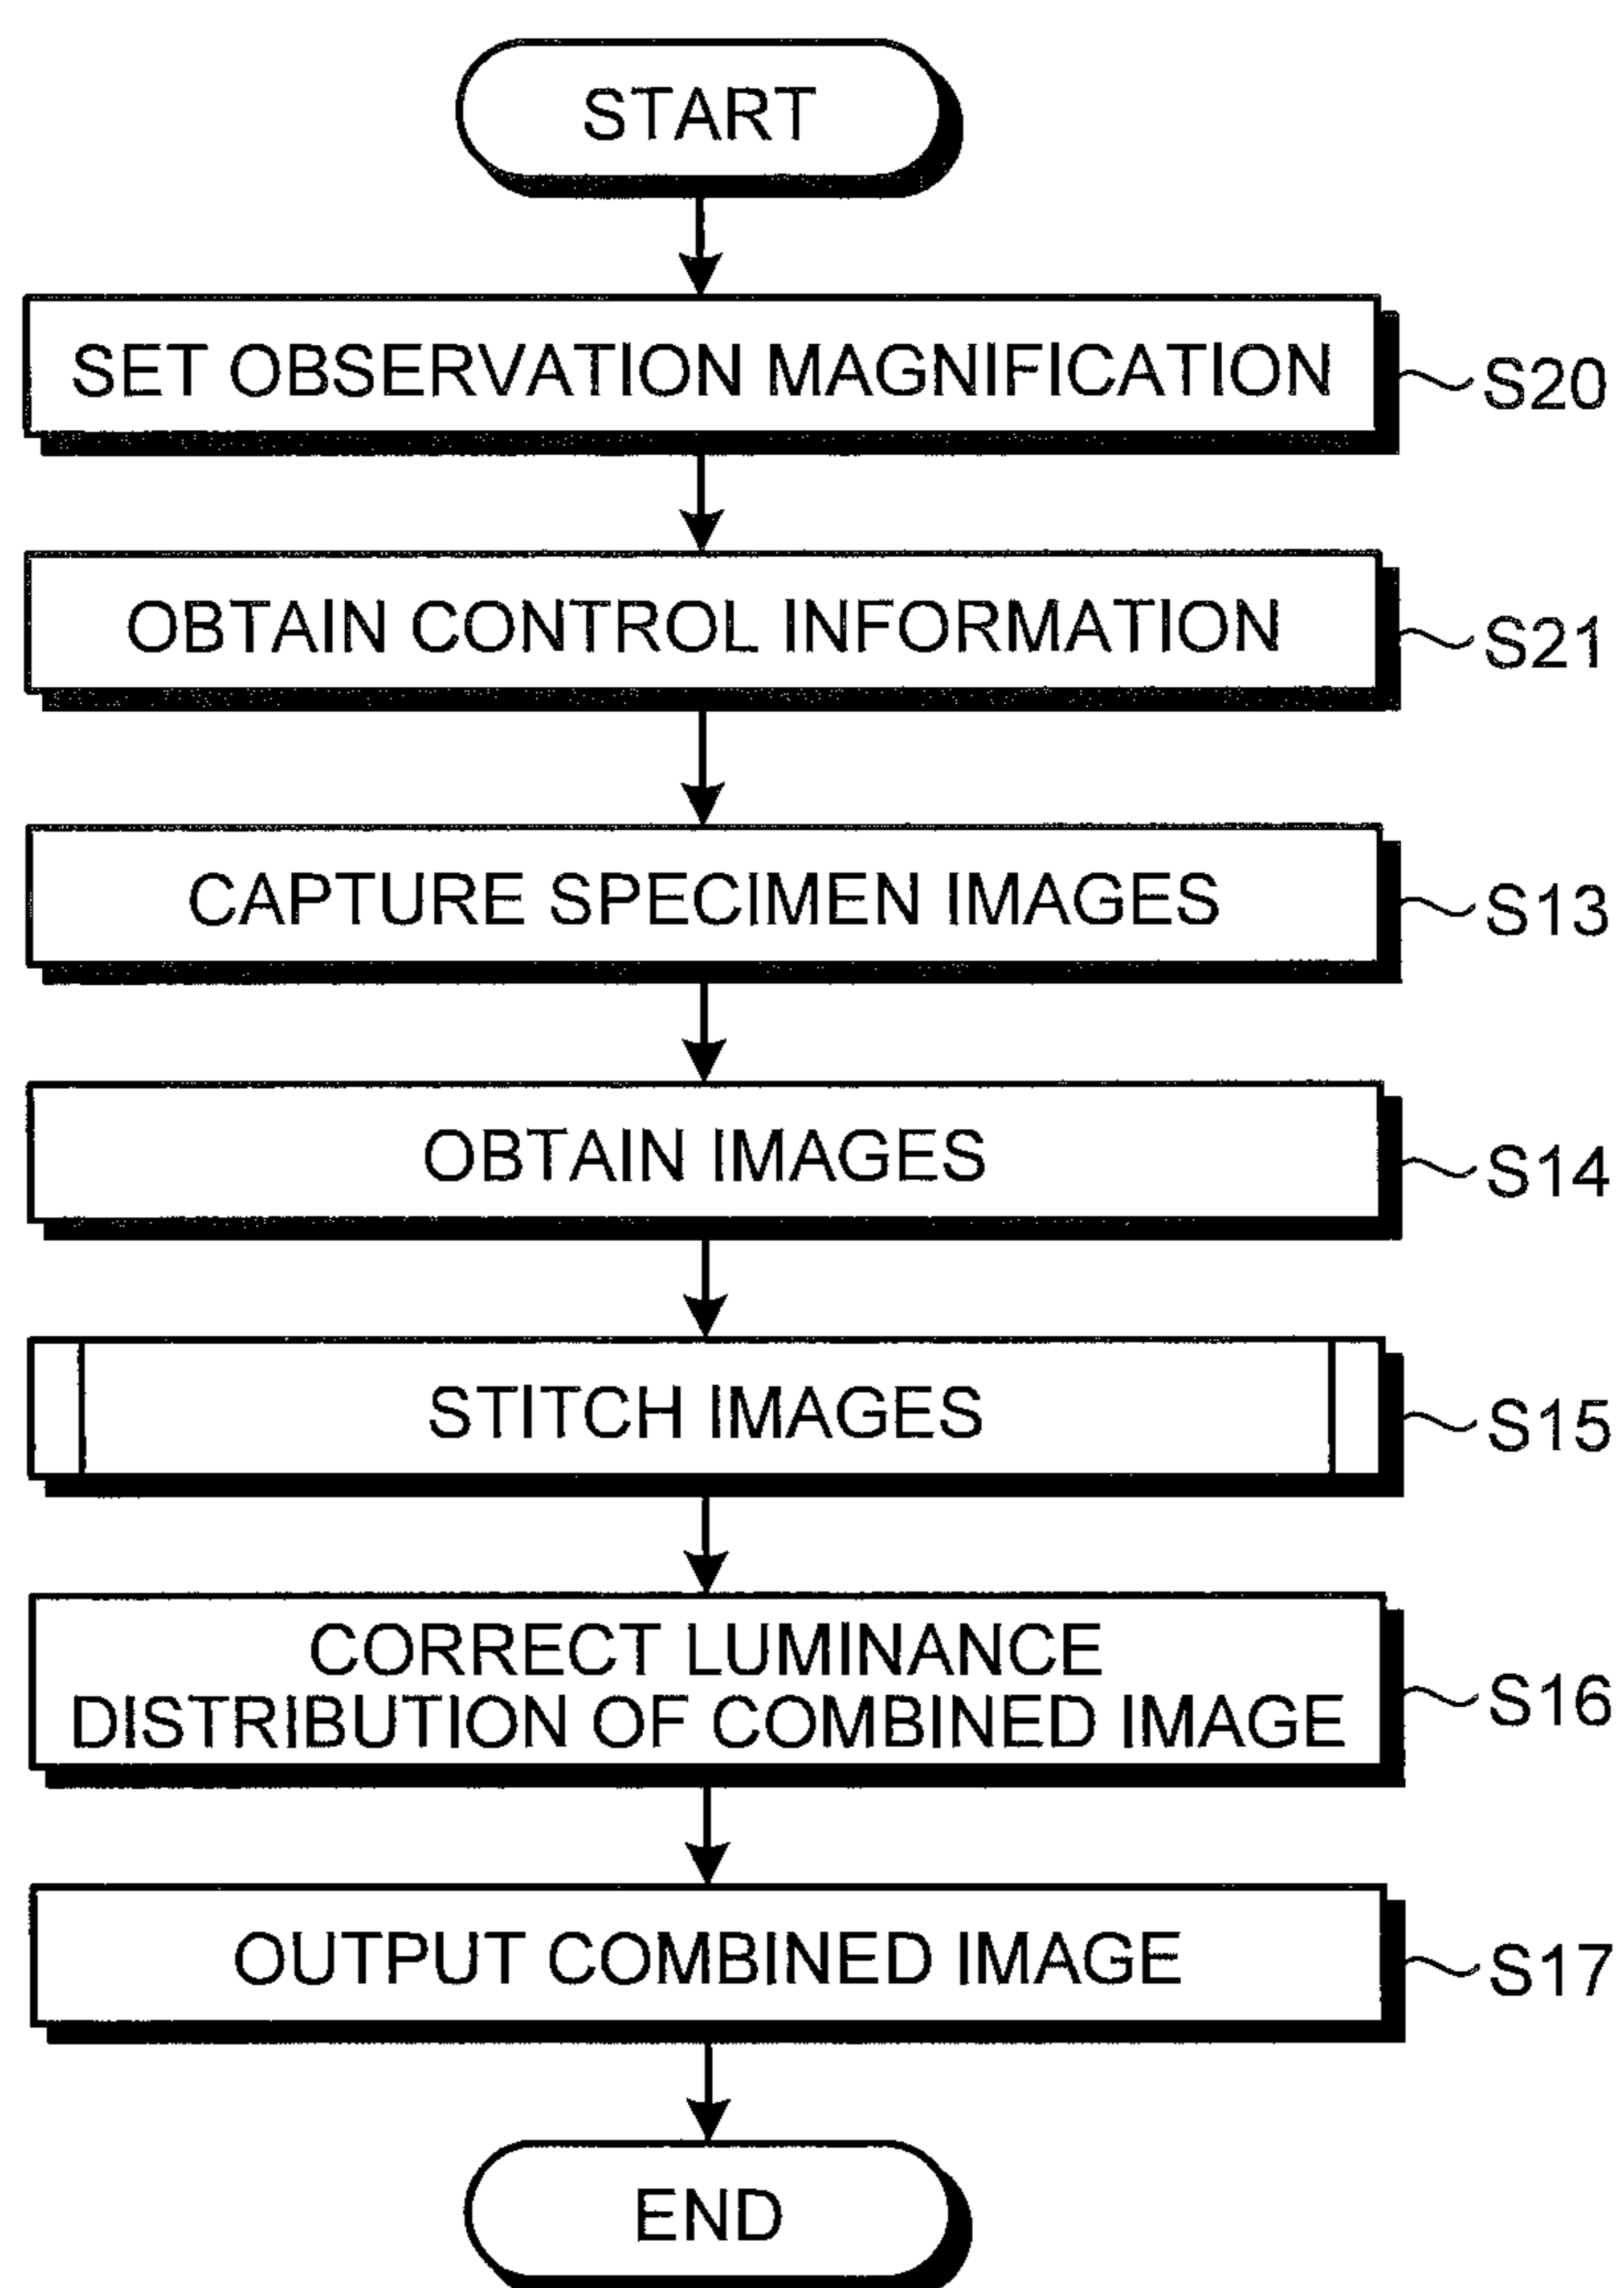 START
SET OBSERVATION MAGNIFICATION
S20
OBTAIN CONTROL INFORMATION
S21
CAPTURE SPECIMEN IMAGES
S13
OBTAIN IMAGES
S14
STITCH IMAGES
S15
CORRECT LUMINANCE
DISTRIBUTION OF COMBINED IMAGE
S16
OUTPUT COMBINED IMAGE
S17
END